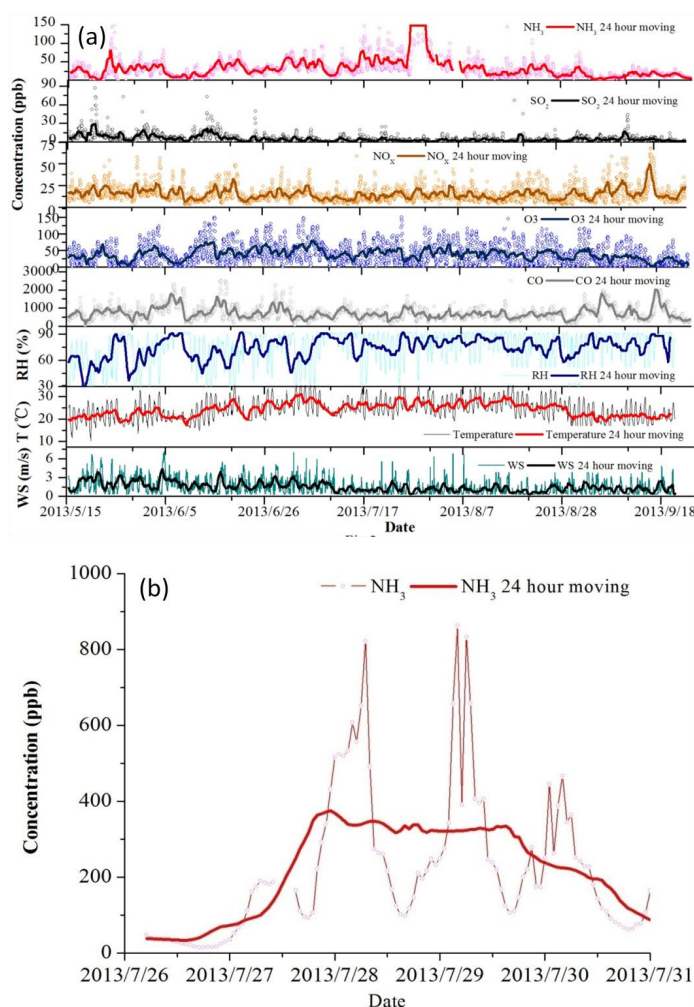 (a)
NH3 NH3 24 hour moving
150
100
50
0
SO2 SO2 24 hour moving
90
60
30
0
NOX NOX 24 hour moving
75
50
25
0
O3 O3 24 hour moving
150
100
50
0
CO CO 24 hour moving
3000
2000
1000
0
RH RH 24 hour moving
90
60
30
Temperature Temperature 24 hour moving
30
20
10
WS WS 24 hour moving
6
3
0
Concentration (ppb)
RH (%)
T (℃)
WS (m/s)
2013/5/15 2013/6/5 2013/6/26 2013/7/17 2013/8/7 2013/8/28 2013/9/18
Date
(b)
NH3 NH3 24 hour moving
1000
800
600
400
200
0
Concentration (ppb)
2013/7/26 2013/7/27 2013/7/28 2013/7/29 2013/7/30 2013/7/31
Date